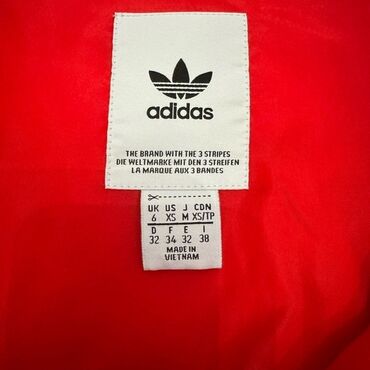 adidas
THE BRAND WITH THE 3 STRIPES
DIE WELTMARKE MIT DEN 3 STREIFEN
LA MARQUE AUX 3 BANDES
UK US J CDN
6 XS M XS/TP
D F E I
32 34 32 38
MADE IN
VIETNAM